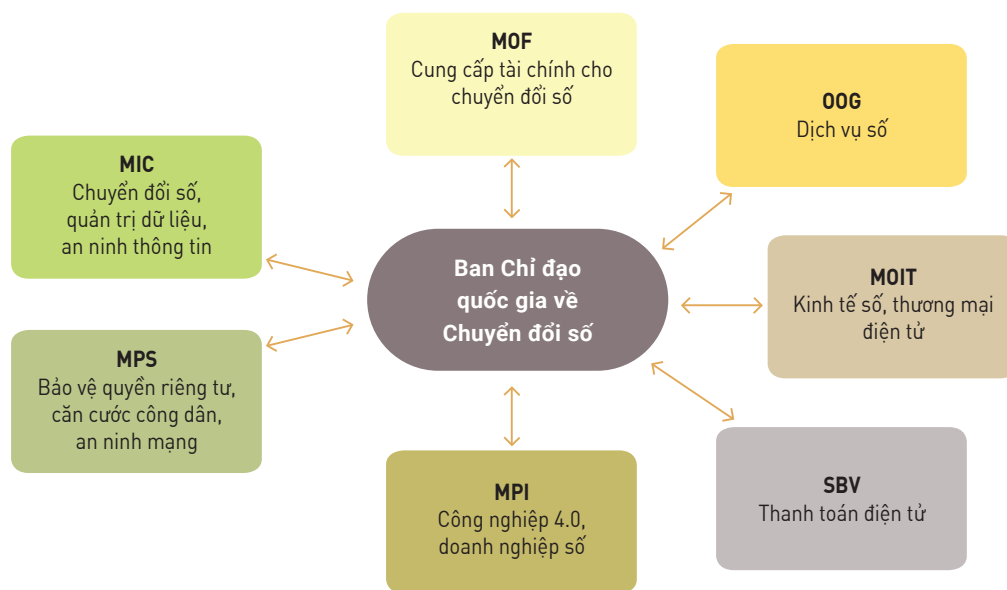 MOF
Cung cấp tài chính cho
chuyển đổi số
OOG
Dịch vụ số
MIC
Chuyển đổi số,
quản trị dữ liệu,
an ninh thông tin
Ban Chỉ đạo
quốc gia về
Chuyển đổi số
MOIT
Kinh tế số, thương mại
điện tử
MPS
Bảo vệ quyền riêng tư,
căn cước công dân,
an ninh mạng
MPI
Công nghiệp 4.0,
doanh nghiệp số
SBV
Thanh toán điện tử